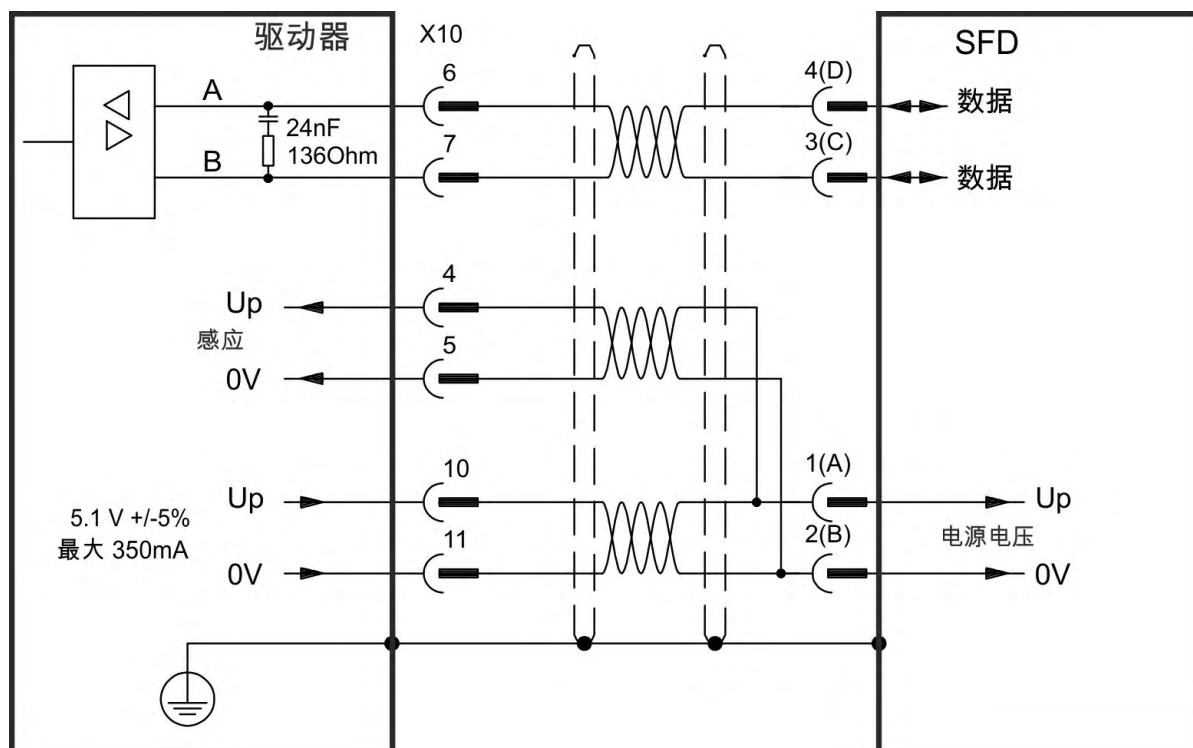 驱动器
X10
SFD
A
6
4(D)
数据
24nF
136Ohm
B
7
3(C)
数据
Up
4
感应
0V
5
Up
10
1(A)
Up
5.1 V +/-5%
最大 350mA
电源电压
0V
11
2(B)
0V